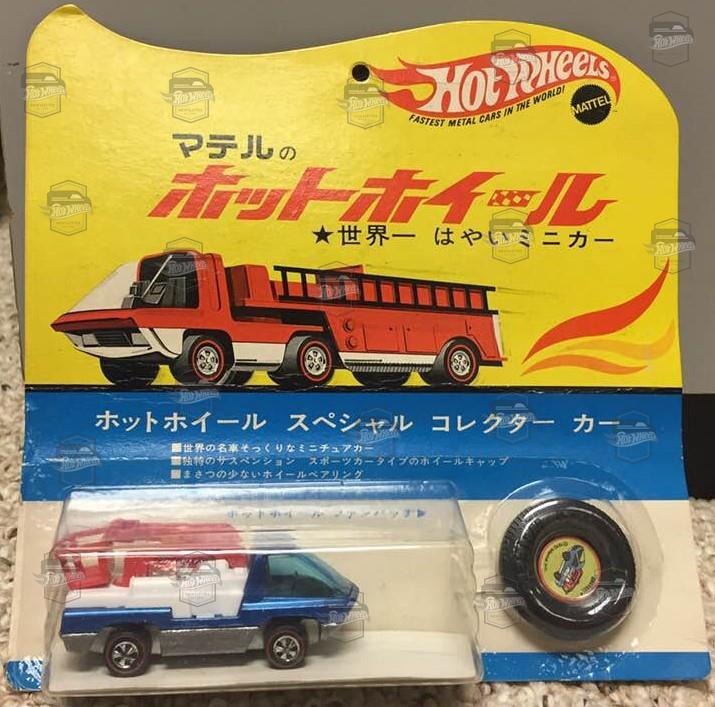 HOT WHEELS
FASTEST METAL CARS IN THE WORLD!
MATTEL
マテルの
ホットホイール
★世界一 はやいミニカー
ホットホイール スペシャル コレクター カー
■世界の名車そっくりなミニチュアカー
■独特のサスペンション スポーツカータイプのホイールキャップ
■まさつの少ないホイールベアリング